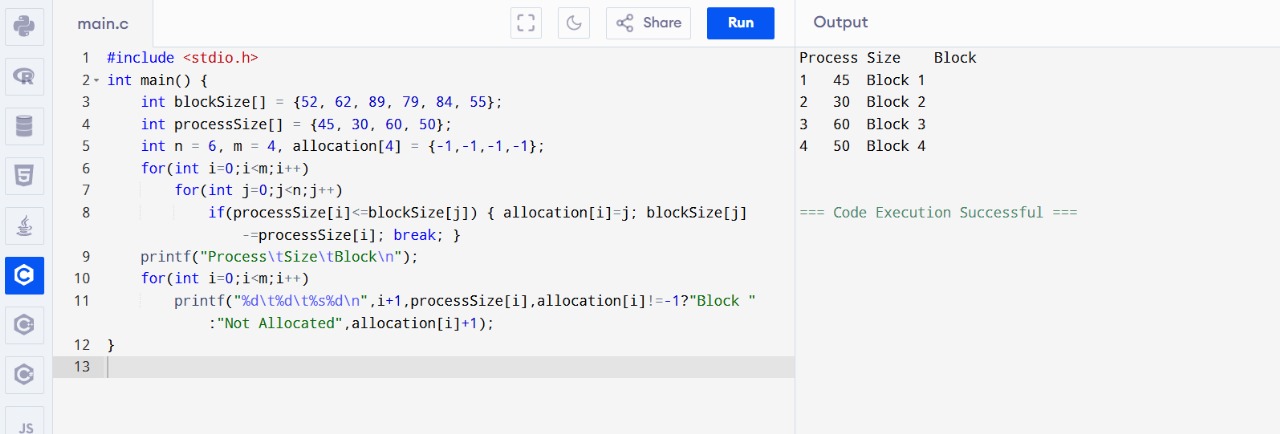 main.c
Share
Run
Output
1 #include <stdio.h>
2 int main() {
3 int blockSize[] = {52, 62, 89, 79, 84, 55};
4 int processSize[] = {45, 30, 60, 50};
5 int n = 6, m = 4, allocation[4] = {-1,-1,-1,-1};
6 for(int i=0;i<m;i++)
7 for(int j=0;j<n;j++)
8 if(processSize[i]<=blockSize[j]) { allocation[i]=j; blockSize[j]
-=processSize[i]; break; }
9 printf("Process\tSize\tBlock\n");
10 for(int i=0;i<m;i++)
11 printf("%d\t%d\t%s%d\n",i+1,processSize[i],allocation[i]!=-1?"Block "
:"Not Allocated",allocation[i]+1);
12 }
13
Process Size Block
1 45 Block 1
2 30 Block 2
3 60 Block 3
4 50 Block 4
=== Code Execution Successful ===
R
5
C
C
C
JS